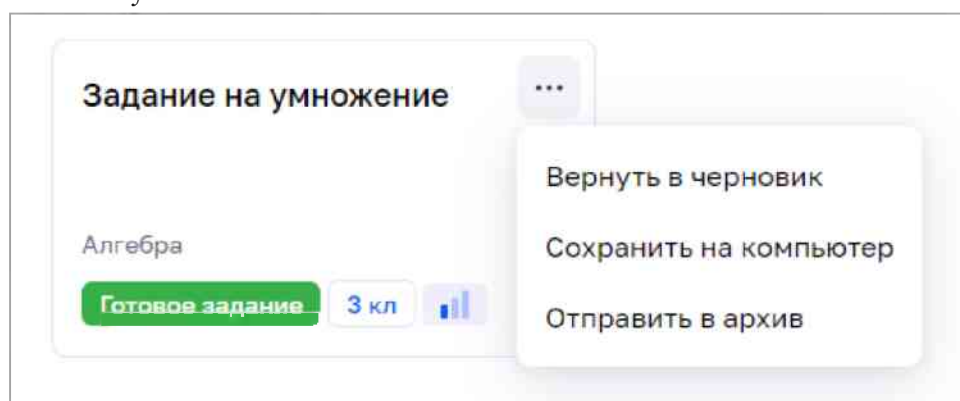 Задание на умножение
...
Вернуть в черновик
Алгебра
Сохранить на компьютер
Готовое задание 3 кл
Отправить в архив